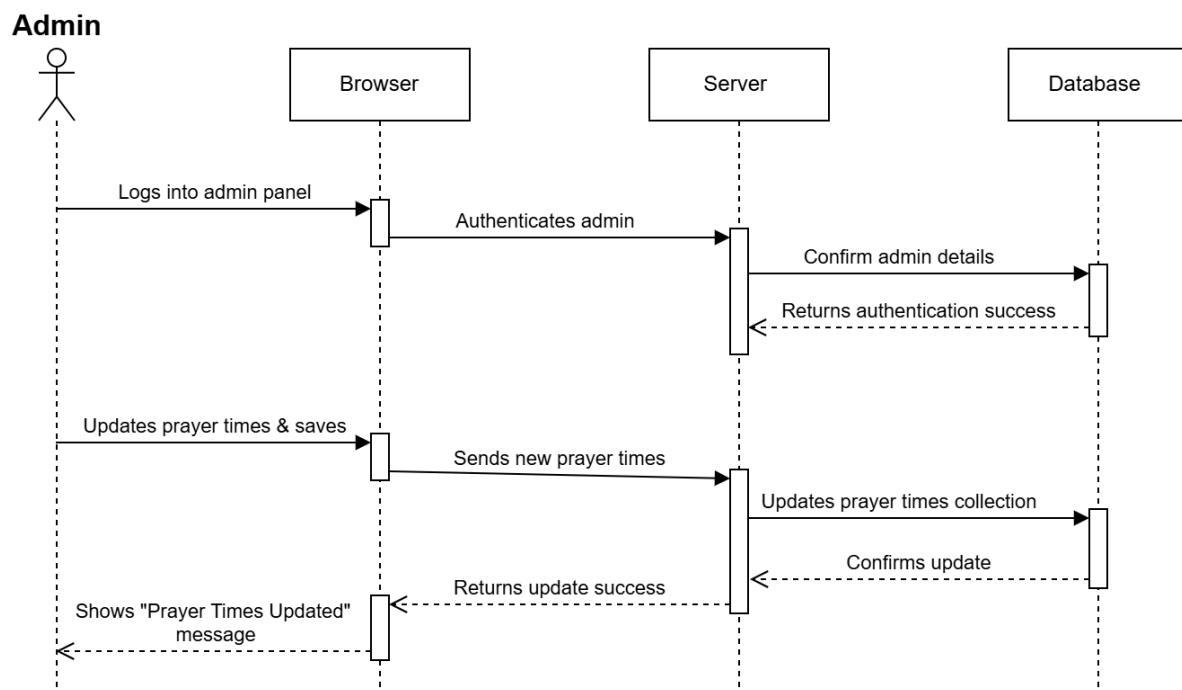 Admin
Browser
Server
Database
Logs into admin panel
Authenticates admin
Confirm admin details
Returns authentication success
Updates prayer times & saves
Sends new prayer times
Updates prayer times collection
Confirms update
Returns update success
Shows "Prayer Times Updated"
message